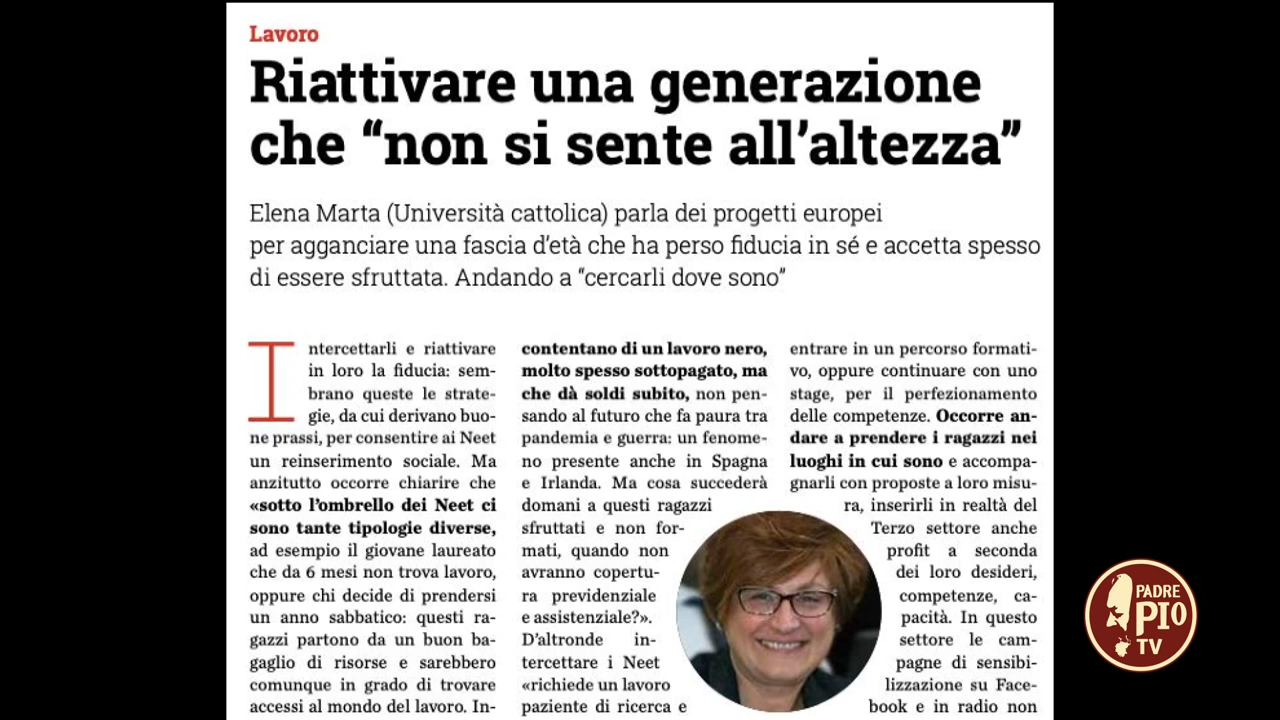 Lavoro
Riattivare una generazione
che “non si sente all’altezza”
Elena Marta (Università cattolica) parla dei progetti europei
per agganciare una fascia d’età che ha perso fiducia in sé e accetta spesso
di essere sfruttata. Andando a “cercarli dove sono”
Intercettarli e riattivare
in loro la fiducia: sem-
brano queste le strate-
gie, da cui derivano buo-
ne prassi, per consentire ai Neet
un reinserimento sociale. Ma
anzitutto occorre chiarire che
«sotto l’ombrello dei Neet ci
sono tante tipologie diverse,
ad esempio il giovane laureato
che da 6 mesi non trova lavoro,
oppure chi decide di prendersi
un anno sabbatico: questi ra-
gazzi partono da un buon ba-
gaglio di risorse e sarebbero
comunque in grado di trovare
accessi al mondo del lavoro. In-
contentano di un lavoro nero,
molto spesso sottopagato, ma
che dà soldi subito, non pen-
sando al futuro che fa paura tra
pandemia e guerra: un fenome-
no presente anche in Spagna
e Irlanda. Ma cosa succederà
domani a questi ragazzi
sfruttati e non for-
mati, quando non
avranno copertu-
ra previdenziale
e assistenziale?».
D’altronde in-
tercettare i Neet
«richiede un lavoro
paziente di ricerca e
entrare in un percorso formati-
vo, oppure continuare con uno
stage, per il perfezionamento
delle competenze. Occorre an-
dare a prendere i ragazzi nei
luoghi in cui sono e accompa-
gnarli con proposte a loro misu-
ra, inserirli in realtà del
Terzo settore anche
profit a seconda
dei loro desideri,
competenze, ca-
pacità. In questo
settore le cam-
pagne di sensibi-
lizzazione su Face-
book e in radio non
PADRE
PIO
TV